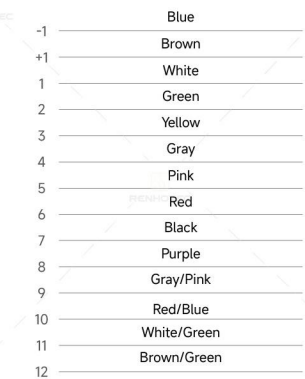 Blue
-1
Brown
+1
White
1
Green
2
Yellow
3
Gray
4
Pink
5
Red
6
Black
7
Purple
8
Gray/Pink
9
Red/Blue
10
White/Green
11
Brown/Green
12